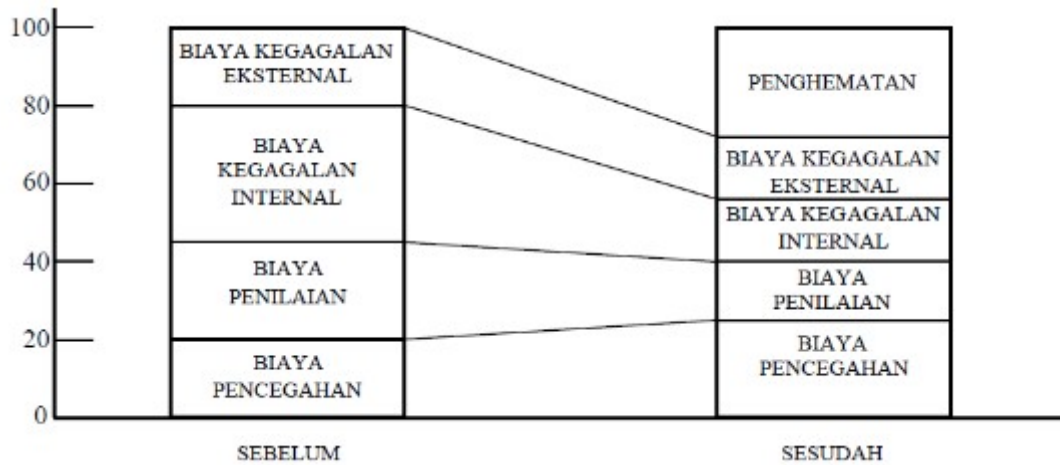 100
80
60
40
20
0
BIAYA KEGAGALAN
EKSTERNAL
BIAYA
KEGAGALAN
INTERNAL
BIAYA
PENILAIAN
BIAYA
PENCEGAHAN
SEBELUM
PENGHEMATAN
BIAYA KEGAGALAN
EKSTERNAL
BIAYA KEGAGALAN
INTERNAL
BIAYA
PENILAIAN
BIAYA
PENCEGAHAN
SESUDAH